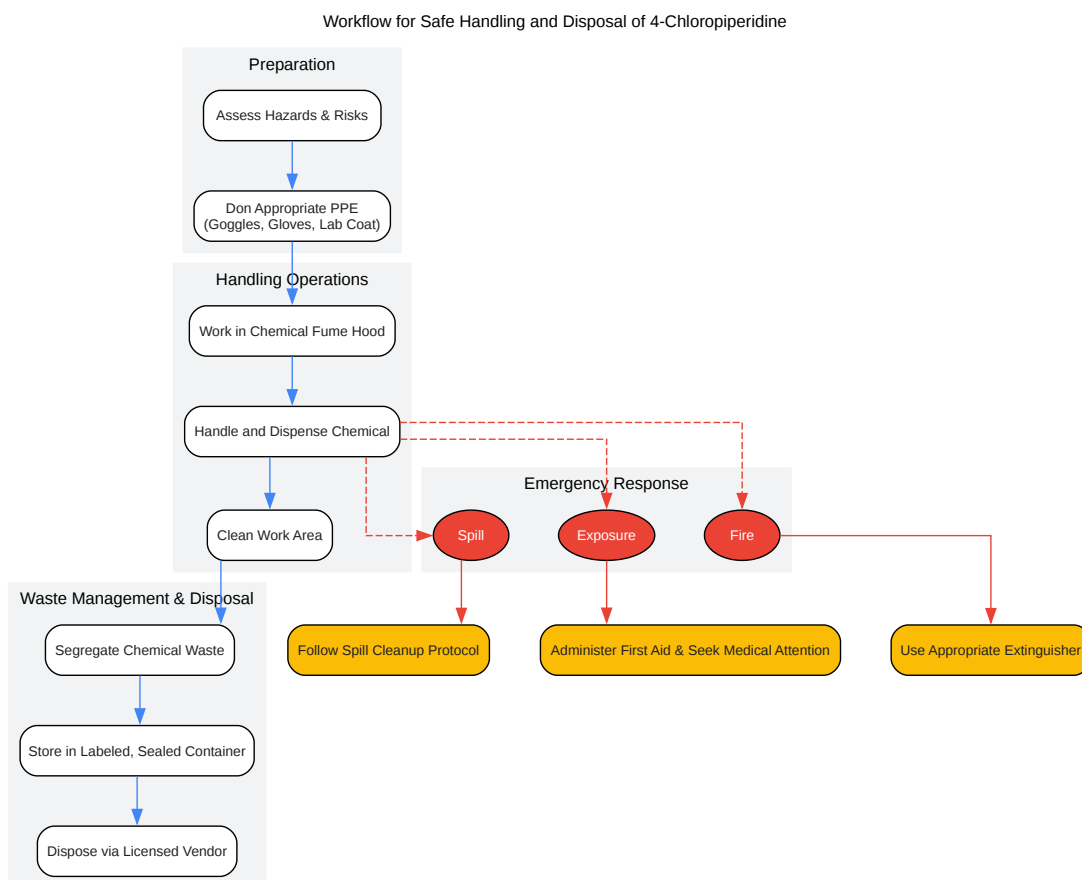 Workflow for Safe Handling and Disposal of 4-Chloropiperidine
Preparation
Assess Hazards & Risks
Don Appropriate PPE
(Goggles, Gloves, Lab Coat)
Handling Operations
Work in Chemical Fume Hood
Handle and Dispense Chemical
Clean Work Area
Emergency Response
Spill
Exposure
Fire
Waste Management & Disposal
Segregate Chemical Waste
Follow Spill Cleanup Protocol
Administer First Aid & Seek Medical Attention
Use Appropriate Extinguisher
Store in Labeled, Sealed Container
Dispose via Licensed Vendor